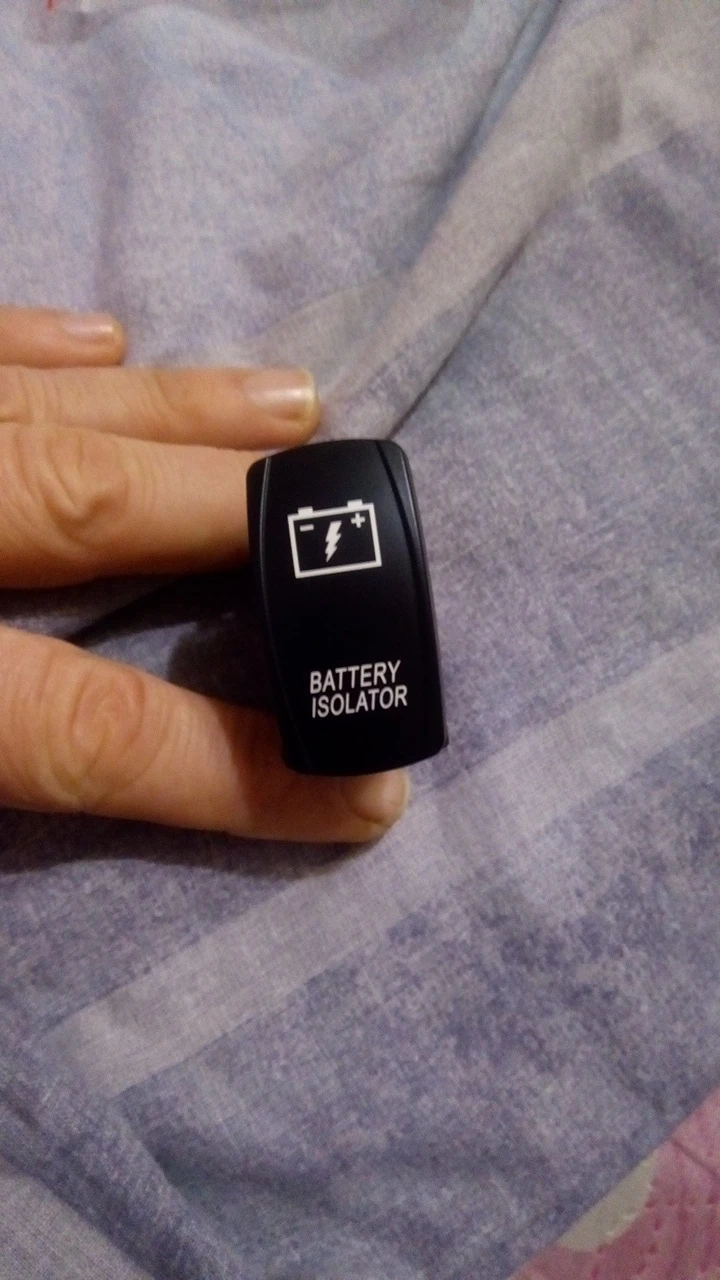 - +
BATTERY
ISOLATOR